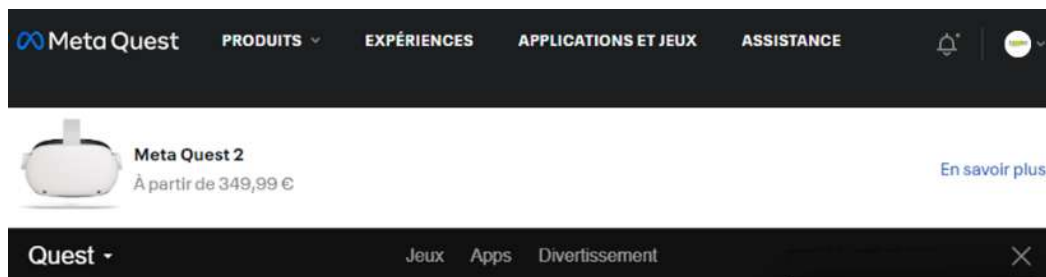 Meta Quest PRODUITS EXPÉRIENCES APPLICATIONS ET JEUX ASSISTANCE
Meta Quest 2
À partir de 349,99 €
En savoir plus
Quest Jeux Apps Divertissement